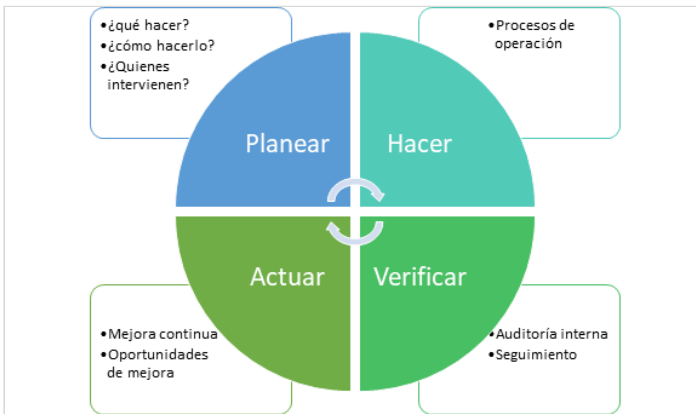 •¿qué hacer?
•¿cómo hacerlo?
•¿Quienes
intervienen?
•Procesos de
operación
Planear
Hacer
Actuar
Verificar
•Mejora continua
•Oportunidades
de mejora
•Auditoría interna
•Seguimiento